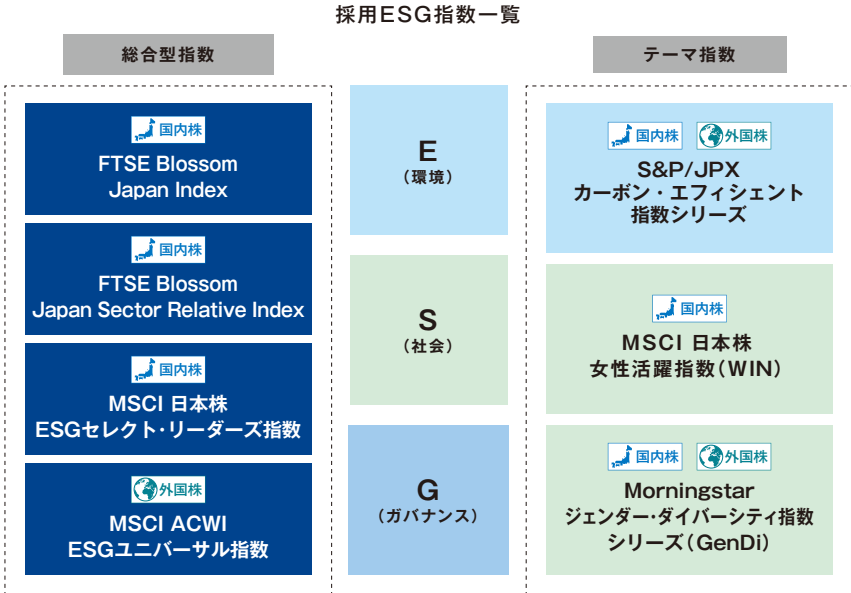 採用ESG指数一覧
総合型指数
国内株
FTSE Blossom
Japan Index
国内株
FTSE Blossom
Japan Sector Relative Index
国内株
MSCI 日本株
ESGセレクト・リーダーズ指数
外国株
MSCI ACWI
ESGユニバーサル指数
E
(環境)
S
(社会)
G
(ガバナンス)
テーマ指数
国内株 外国株
S&P/JPX
カーボン・エフィシェント
指数シリーズ
国内株
MSCI 日本株
女性活躍指数(WIN)
国内株 外国株
Morningstar
ジェンダー・ダイバーシティ指数
シリーズ(GenDi)